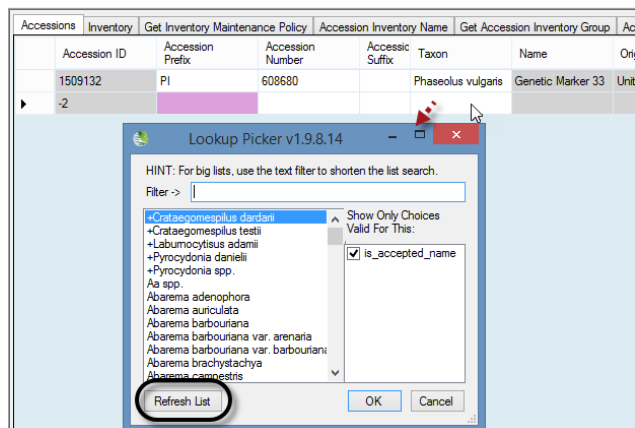 Accessions Inventory Get Inventory Maintenance Policy Accession Inventory Name Get Accession Inventory Group
Accession ID Accession Prefix Accession Number Suffix Taxon Name
1509132 PI 608680 Phaseolus vulgaris Genetic Marker 33
-2
Lookup Picker v1.9.8.14
HINT: For big lists, use the text filter to shorten the list search.
Filter ->
+Crataegomespilus dardarii
+Crataegomespilus testii
+Laburnocytisus adamii
+Pyrocydonia danielii
+Pyrocydonia spp.
Aa spp.
Abarema adenophora
Abarema auriculata
Abarema barbouriana
Abarema barbouriana var. arenaria
Abarema barbouriana var. barbouriana
Abarema brachystachya
Abarema campestris
Show Only Choices
Valid For This:
is_accepted_name
Refresh List OK Cancel